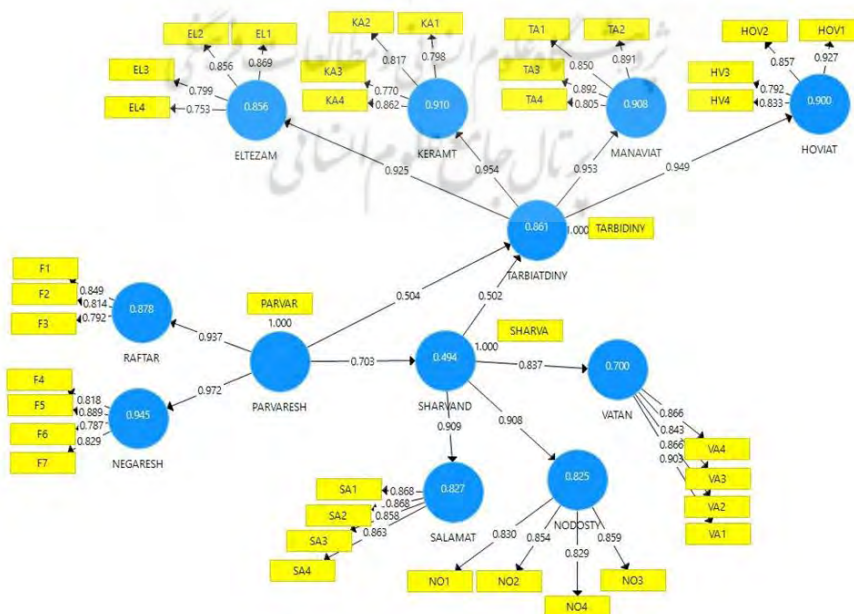 پژوهشگاه علوم انسانی و مطالعات فرهنگی
پرتال جامع علوم انسانی
EL2
EL1
EL3
EL4
0.856
0.869
0.799
0.753
0.856
ELTEZAM
KA2
KA1
KA3
KA4
0.817
0.798
0.770
0.862
0.910
KERAMT
TA1
TA2
TA3
TA4
0.850
0.891
0.892
0.805
0.908
MANAVIAT
HOV2
HOV1
HV3
HV4
0.857
0.927
0.792
0.833
0.900
HOVIAT
0.925
0.954
0.953
0.949
0.861
1.000
TARBIDINY
TARBIATDINY
F1
F2
F3
0.849
0.814
0.792
0.878
RAFTAR
0.937
PARVAR
1.000
PARVARESH
0.504
0.502
0.703
SHARVA
1.000
0.494
SHARVAND
0.837
0.700
VATAN
F4
F5
F6
F7
0.818
0.889
0.787
0.829
0.945
NEGARESH
0.972
0.909
0.908
0.866
0.843
0.866
0.903
VA4
VA3
VA2
VA1
SA1
SA2
SA3
SA4
0.868
0.868
0.858
0.863
0.827
SALAMAT
0.825
NODOSTY
0.830
0.854
0.829
0.859
NO1
NO2
NO4
NO3